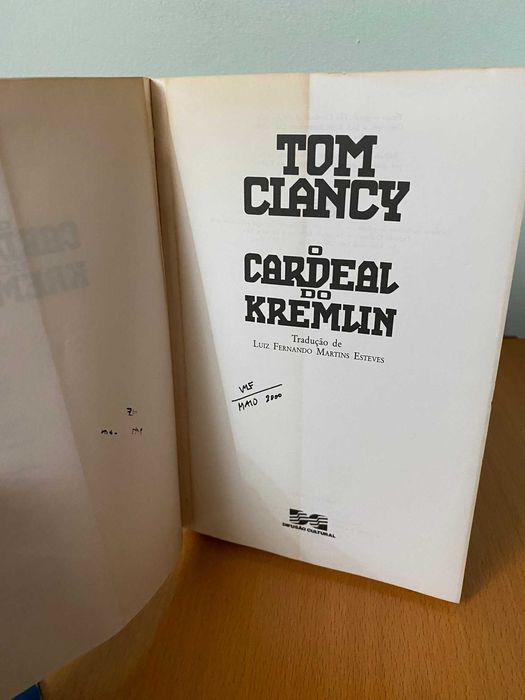 TOM
CLANCY
O
CARDEAL
DO
KREMLIN
Tradução de
LUIZ FERNANDO MARTINS ESTEVES
MAIO 2000
DIFUSÃO CULTURAL